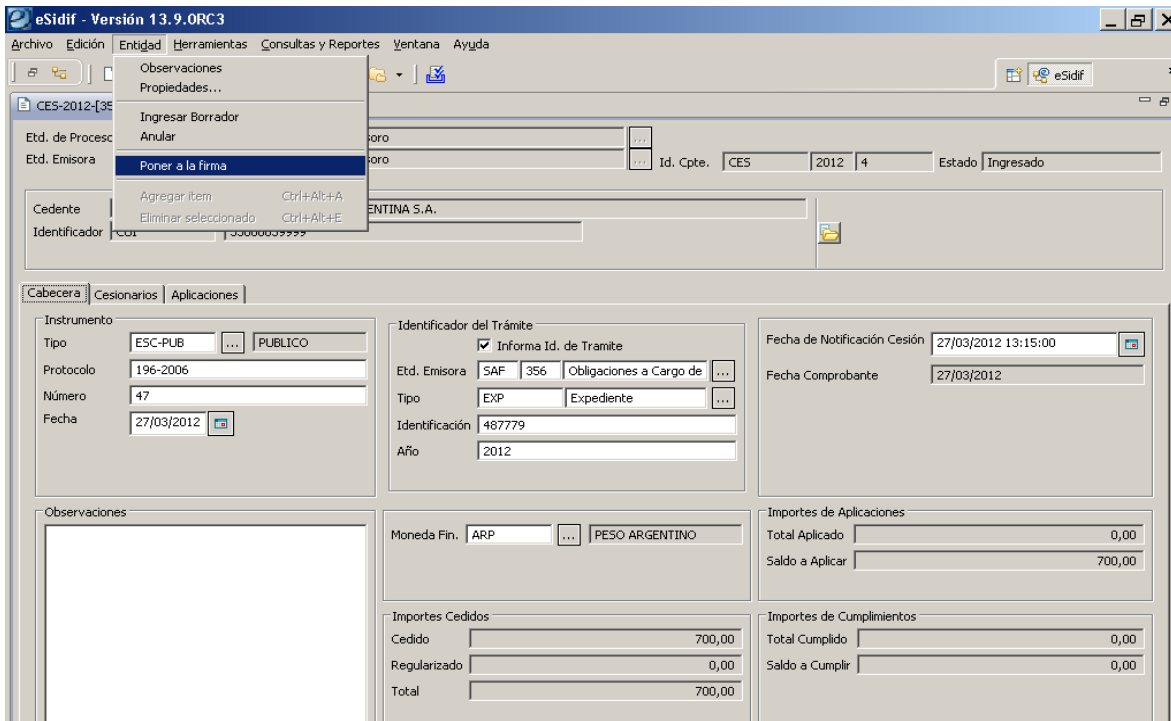 eSidif - Versión 13.9.0RC3
Archivo Edición Entidad Herramientas Consultas y Reportes Ventana Ayuda
Observaciones
Propiedades...
Ingresar Borrador
Anular
Poner a la firma
Agregar item Ctrl+Alt+A
Eliminar seleccionado Ctrl+Alt+E
eSidif
CES-2012-[35
Etd. de Proceso soro
Etd. Emisora soro ... Id. Cpte. CES 2012 4 Estado Ingresado
Cedente ENTINA S.A.
Identificador
Cabecera Cesionarios Aplicaciones
Instrumento
Tipo ESC-PUB ... PUBLICO
Protocolo 196-2006
Número 47
Fecha 27/03/2012
Identificador del Trámite
Informa Id. de Tramite
Etd. Emisora SAF 356 Obligaciones a Cargo de ...
Tipo EXP Expediente ...
Identificación 487779
Año 2012
Fecha de Notificación Cesión 27/03/2012 13:15:00
Fecha Comprobante 27/03/2012
Observaciones
Moneda Fin. ARP ... PESO ARGENTINO
Importes de Aplicaciones
Total Aplicado 0,00
Saldo a Aplicar 700,00
Importes Cedidos
Cedido 700,00
Regularizado 0,00
Total 700,00
Importes de Cumplimientos
Total Cumplido 0,00
Saldo a Cumplir 0,00